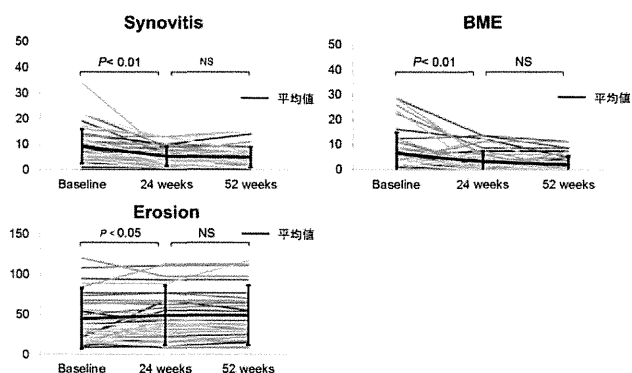 Synovitis
50
40
30
20
10
0
P< 0.01
NS
平均値
Baseline 24 weeks 52 weeks
BME
50
40
30
20
10
0
P< 0.01
NS
平均値
Baseline 24 weeks 52 weeks
Erosion
150
100
50
0
P< 0.05
NS
平均値
Baseline 24 weeks 52 weeks